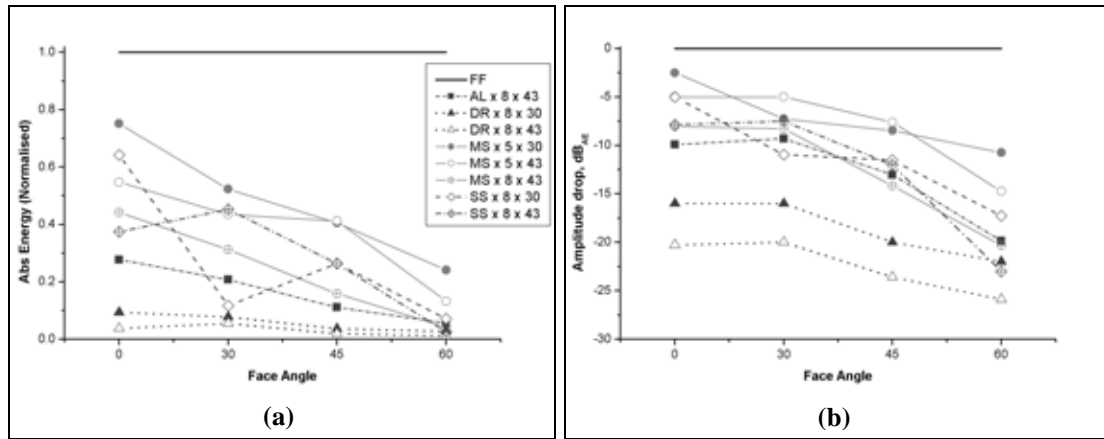 1.0
0.8
0.6
0.4
0.2
0.0
Abs Energy (Normalised)
0 30 45 60
Face Angle
FF
AL x 8 x 43
DR x 8 x 30
DR x 8 x 43
MS x 5 x 30
MS x 5 x 43
MS x 8 x 43
SS x 8 x 30
SS x 8 x 43
(a)
0
-5
-10
-15
-20
-25
-30
Amplitude drop, dB_AE
0 30 45 60
Face Angle
(b)